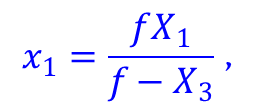 x₁ = fX₁ / (f − X₃) ,